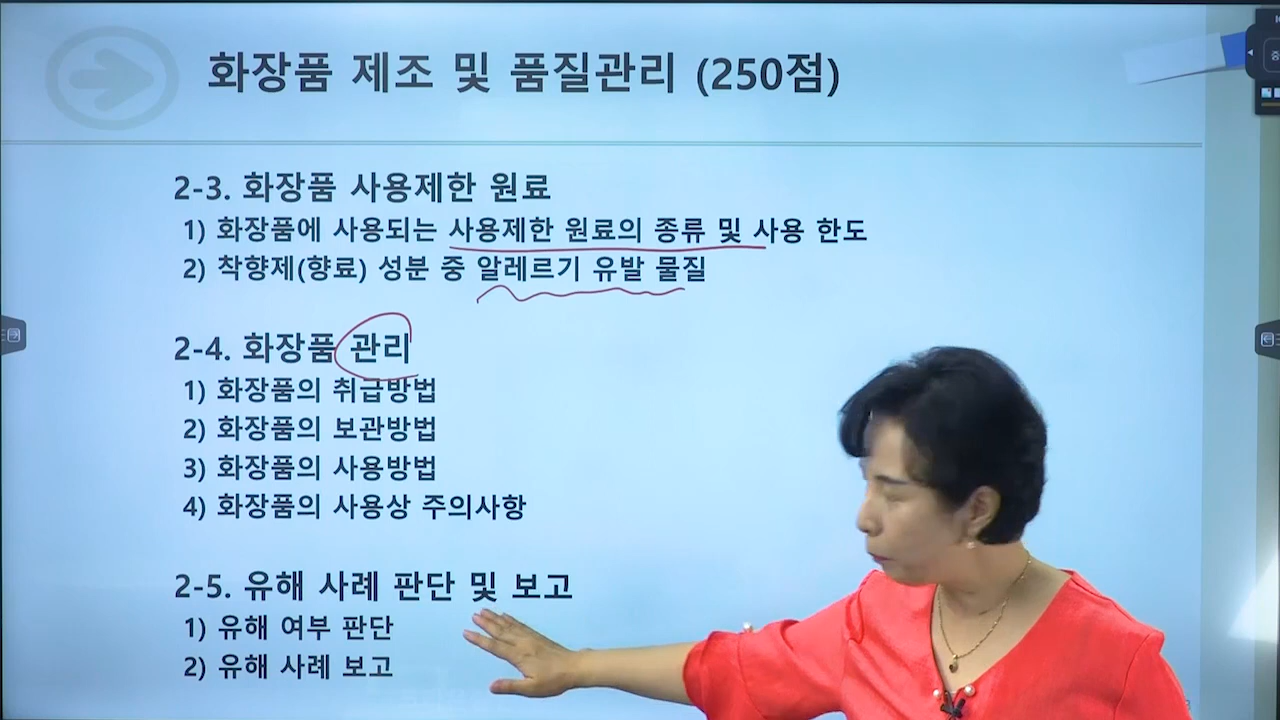 화장품 제조 및 품질관리 (250점)
2-3. 화장품 사용제한 원료
1) 화장품에 사용되는 사용제한 원료의 종류 및 사용 한도
2) 착향제(향료) 성분 중 알레르기 유발 물질
2-4. 화장품 관리
1) 화장품의 취급방법
2) 화장품의 보관방법
3) 화장품의 사용방법
4) 화장품의 사용상 주의사항
2-5. 유해 사례 판단 및 보고
1) 유해 여부 판단
2) 유해 사례 보고